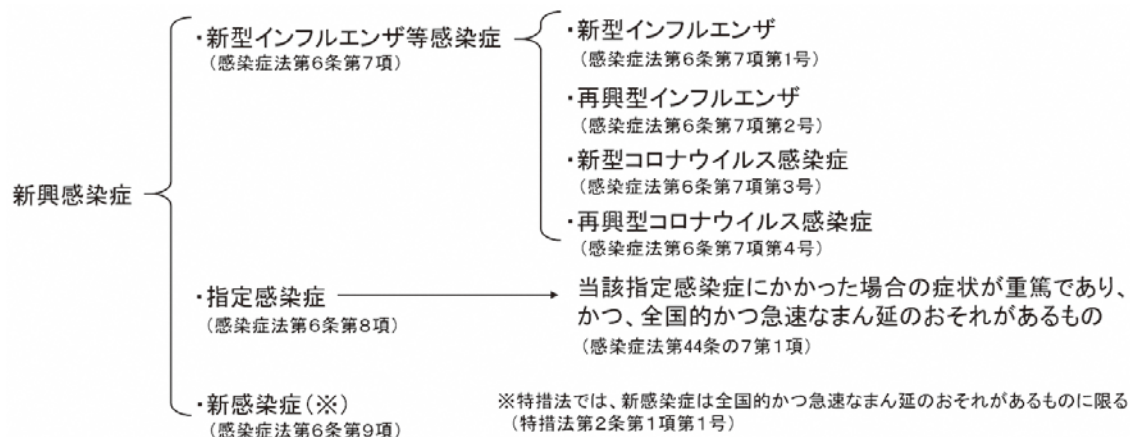 ・新型インフルエンザ等感染症
(感染症法第6条第7項)
・新型インフルエンザ
(感染症法第6条第7項第1号)
・再興型インフルエンザ
(感染症法第6条第7項第2号)
・新型コロナウイルス感染症
(感染症法第6条第7項第3号)
・再興型コロナウイルス感染症
(感染症法第6条第7項第4号)
新興感染症
・指定感染症
(感染症法第6条第8項)
当該指定感染症にかかった場合の症状が重篤であり、
かつ、全国的かつ急速なまん延のおそれがあるもの
(感染症法第44条の7第1項)
・新感染症(※)
(感染症法第6条第9項)
※特措法では、新感染症は全国的かつ急速なまん延のおそれがあるものに限る
(特措法第2条第1項第1号)